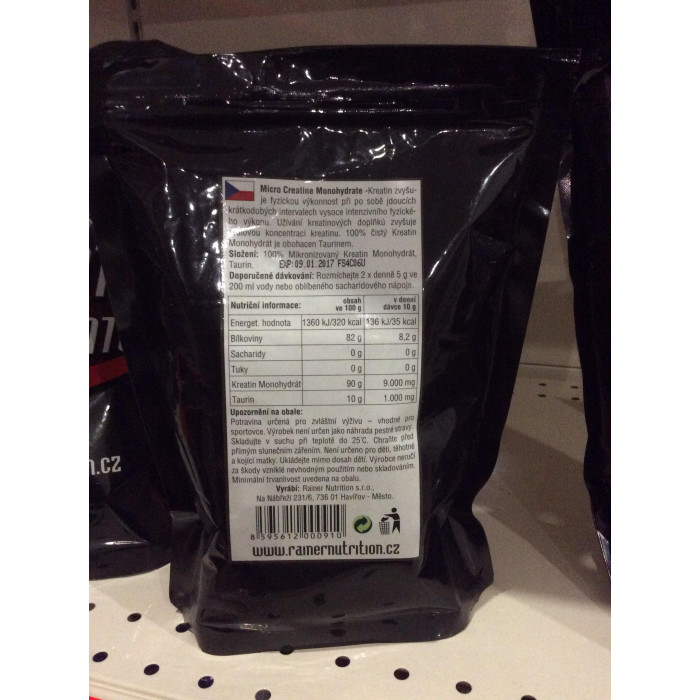 Micro Creatine Monohydrate -Kreatin zvyšu-
je fyzickou výkonnost při po sobě jdoucích
krátkodobých intervalech vysoce intenzivního fyzické-
ho výkonu. Užívání kreatinových doplňků zvyšuje
celovou koncentraci kreatinu. 100% čistý Kreatin
Monohydrát je obohacen Taurinem.
Složení: 100% Mikronizovaný Kreatin Monohydrát,
Taurin. EXP: 09.01.2017 FS4C06U
Doporučené dávkování: Rozmíchejte 2 x denně 5 g ve
200 ml vody nebo oblíbeného sacharidového nápoje.
Nutriční informace: obsah ve 100 g v denní dávce 10 g
Energet. hodnota 1360 kJ/320 kcal 136 kJ/35 kcal
Bílkoviny 82 g 8,2 g
Sacharidy 0 g 0 g
Tuky 0 g 0 g
Kreatin Monohydrát 90 g 9.000 mg
Taurin 10 g 1.000 mg
Upozornění na obale:
Potravina určená pro zvláštní výživu – vhodné pro
sportovce. Výrobek není určen jako náhrada pestré stravy.
Skladujte v suchu při teplotě do 25°C. Chraňte před
přímým slunečním zářením. Není určeno pro děti, těhotné
a kojící matky. Ukládejte mimo dosah dětí. Výrobce neručí
za škody vzniklé nevhodným použitím nebo skladováním.
Minimální trvanlivost uvedena na obalu.
Vyrábí: Rainer Nutrition s.r.o.,
Na Nábřeží 231/6, 736 01 Havířov - Město.
8 595612 000910
www.rainernutrition.cz
n.cz